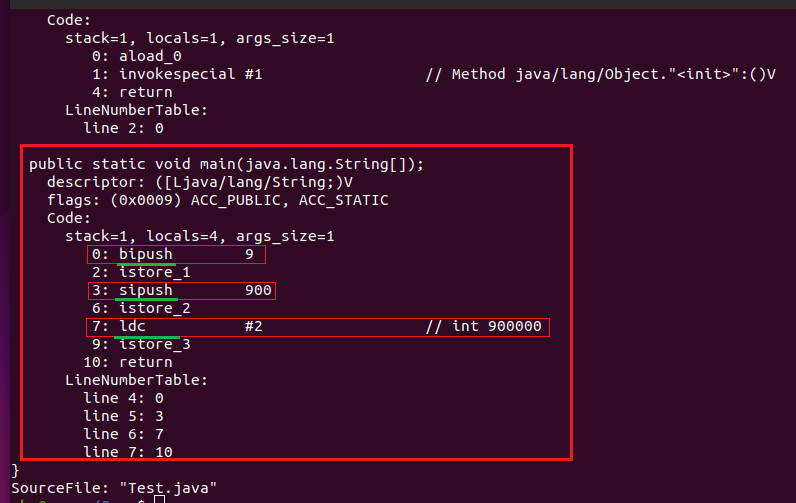 Code:
stack=1, locals=1, args_size=1
0: aload_0
1: invokespecial #1 // Method java/lang/Object."<init>":()V
4: return
LineNumberTable:
line 2: 0
public static void main(java.lang.String[]);
descriptor: ([Ljava/lang/String;)V
flags: (0x0009) ACC_PUBLIC, ACC_STATIC
Code:
stack=1, locals=4, args_size=1
0: bipush 9
2: istore_1
3: sipush 900
6: istore_2
7: ldc #2 // int 900000
9: istore_3
10: return
LineNumberTable:
line 4: 0
line 5: 3
line 6: 7
line 7: 10
}
SourceFile: "Test.java"